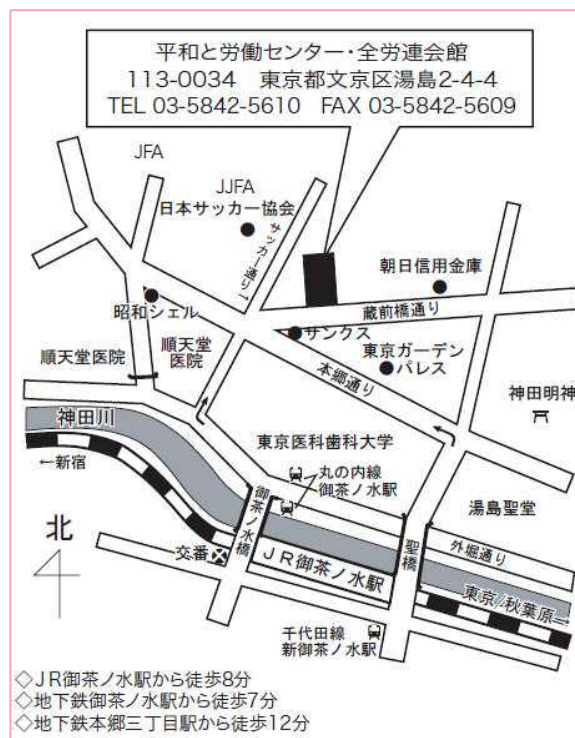 平和と労働センター・全労連会館
113-0034 東京都文京区湯島2-4-4
TEL 03-5842-5610 FAX 03-5842-5609
JFA
JJFA
日本サッカー協会
サッカー通り→
朝日信用金庫
昭和シェル
蔵前橋通り
サンクス
順天堂医院
順天堂
医院
本郷通り
東京ガーデン
パレス
神田明神
神田川
東京医科歯科大学
←新宿
丸の内線
御茶ノ水駅
御茶ノ水橋
湯島聖堂
北
外堀通り
交番
JR御茶ノ水駅
聖橋
東京/秋葉原→
千代田線
新御茶ノ水駅
◇JR御茶ノ水駅から徒歩8分
◇地下鉄御茶ノ水駅から徒歩7分
◇地下鉄本郷三丁目駅から徒歩12分